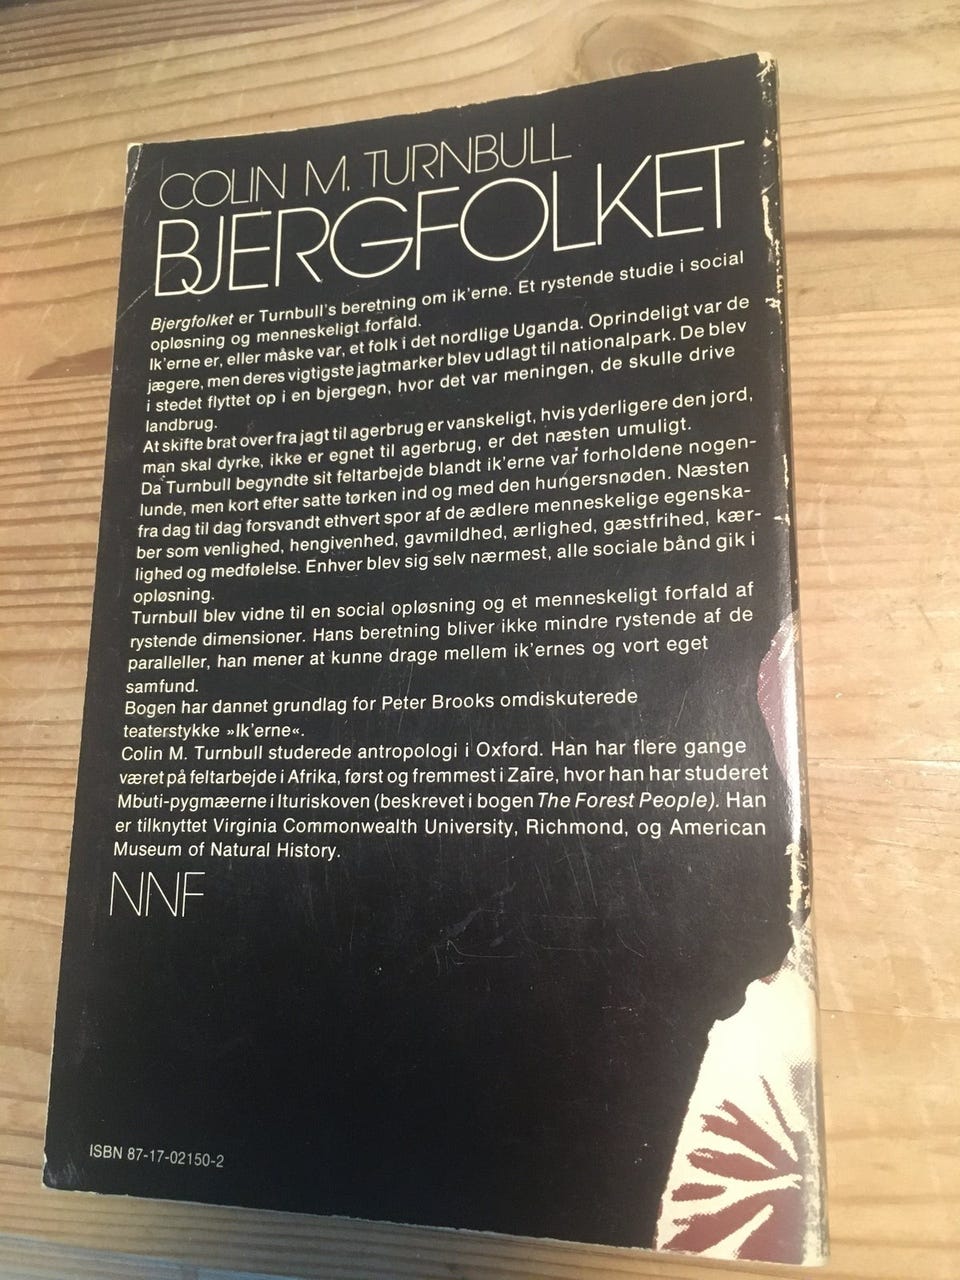 COLIN M. TURNBULL
BJERGFOLKET
Bjergfolket er Turnbull's beretning om ik'erne. Et rystende studie i social
opløsning og menneskeligt forfald.
Ik'erne er, eller måske var, et folk i det nordlige Uganda. Oprindeligt var de
jægere, men deres vigtigste jagtmarker blev udlagt til nationalpark. De blev
i stedet flyttet op i en bjergegn, hvor det var meningen, de skulle drive
landbrug.
At skifte brat over fra jagt til agerbrug er vanskeligt, hvis yderligere den jord,
man skal dyrke, ikke er egnet til agerbrug, er det næsten umuligt.
Da Turnbull begyndte sit feltarbejde blandt ik'erne var forholdene nogen-
lunde, men kort efter satte tørken ind og med den hungersnøden. Næsten
fra dag til dag forsvandt ethvert spor af de ædlere menneskelige egenska-
ber som venlighed, hengivenhed, gavmildhed, ærlighed, gæstfrihed, kær-
lighed og medfølelse. Enhver blev sig selv nærmest, alle sociale bånd gik i
opløsning.
Turnbull blev vidne til en social opløsning og et menneskeligt forfald af
rystende dimensioner. Hans beretning bliver ikke mindre rystende af de
paralleller, han mener at kunne drage mellem ik'ernes og vort eget
samfund.
Bogen har dannet grundlag for Peter Brooks omdiskuterede
teaterstykke »Ik'erne«.
Colin M. Turnbull studerede antropologi i Oxford. Han har flere gange
været på feltarbejde i Afrika, først og fremmest i Zaïre, hvor han har studeret
Mbuti-pygmæerne i Ituriskoven (beskrevet i bogen The Forest People). Han
er tilknyttet Virginia Commonwealth University, Richmond, og American
Museum of Natural History.
NNF
ISBN 87-17-02150-2